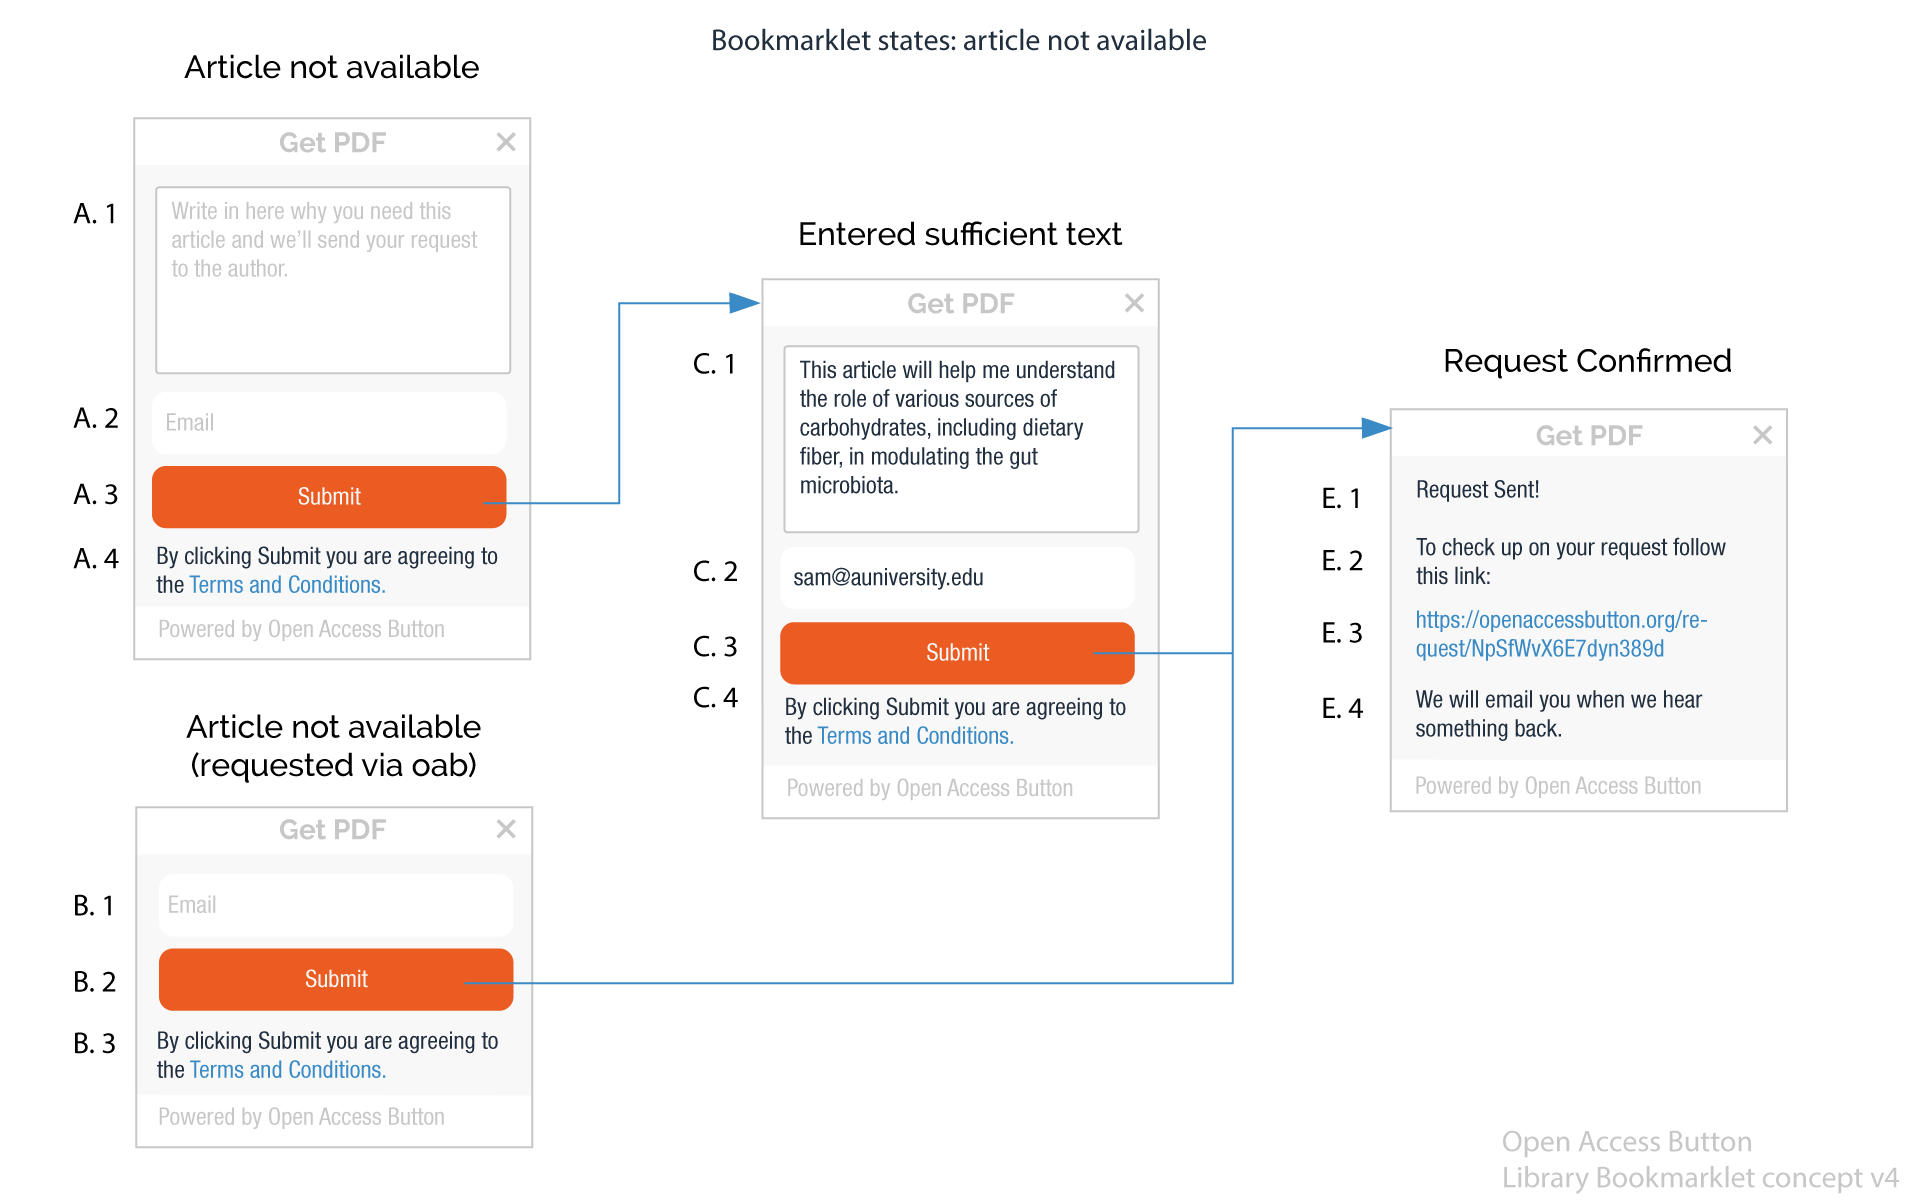 Bookmarklet states: article not available
Article not available
Get PDF
A. 1
Write in here why you need this
article and we'll send your request
to the author.
A. 2
Email
A. 3
Submit
A. 4
By clicking Submit you are agreeing to
the Terms and Conditions.
Powered by Open Access Button
Article not available
(requested via oab)
Get PDF
B. 1
Email
B. 2
Submit
B. 3
By clicking Submit you are agreeing to
the Terms and Conditions.
Powered by Open Access Button
Entered sufficient text
Get PDF
C. 1
This article will help me understand
the role of various sources of
carbohydrates, including dietary
fiber, in modulating the gut
microbiota.
C. 2
sam@auniversity.edu
C. 3
Submit
C. 4
By clicking Submit you are agreeing to
the Terms and Conditions.
Powered by Open Access Button
Request Confirmed
Get PDF
E. 1
Request Sent!
E. 2
To check up on your request follow
this link:
E. 3
https://openaccessbutton.org/re-
quest/NpSfWvX6E7dyn389d
E. 4
We will email you when we hear
something back.
Powered by Open Access Button
Open Access Button
Library Bookmarklet concept v4